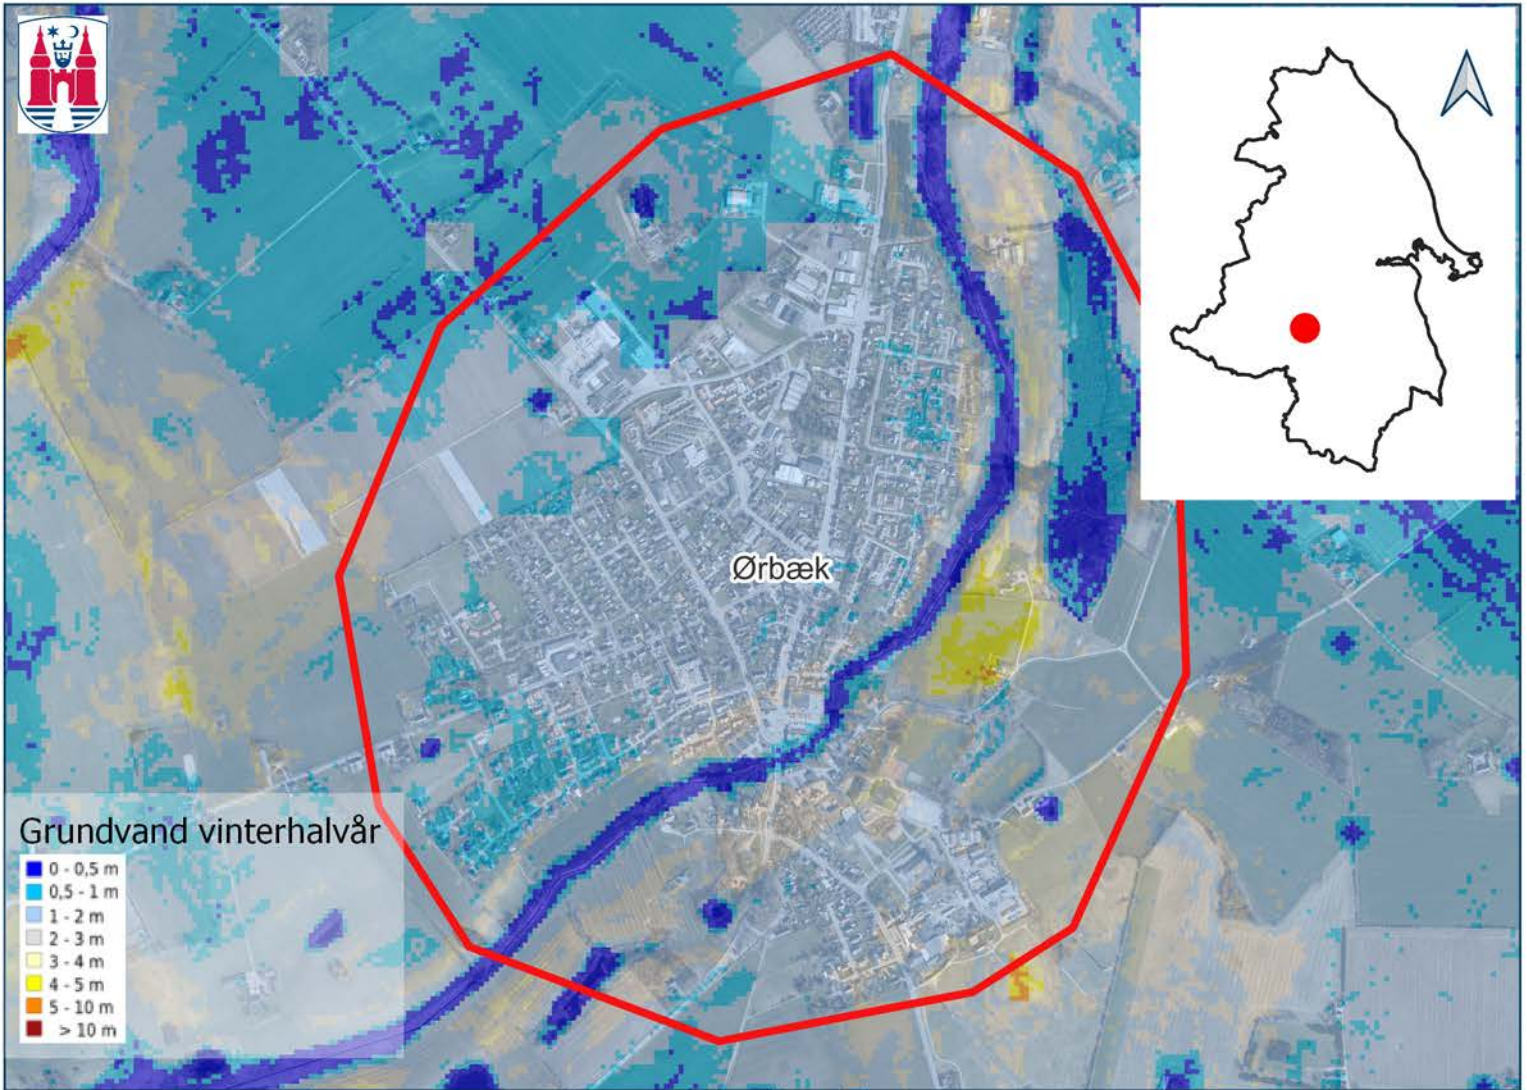 Ørbæk
Grundvand vinterhalvår
0 - 0,5 m
0,5 - 1 m
1 - 2 m
2 - 3 m
3 - 4 m
4 - 5 m
5 - 10 m
> 10 m